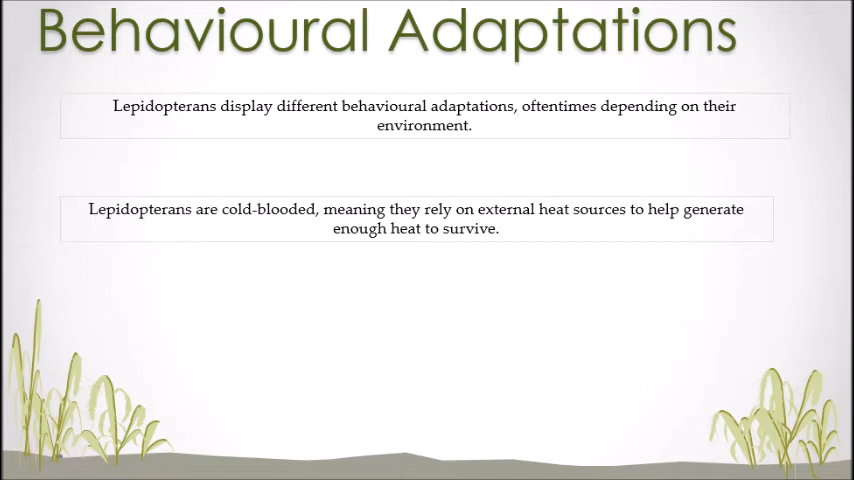 Behavioural Adaptations
Lepidopterans display different behavioural adaptations, oftentimes depending on their
environment.
Lepidopterans are cold-blooded, meaning they rely on external heat sources to help generate
enough heat to survive.